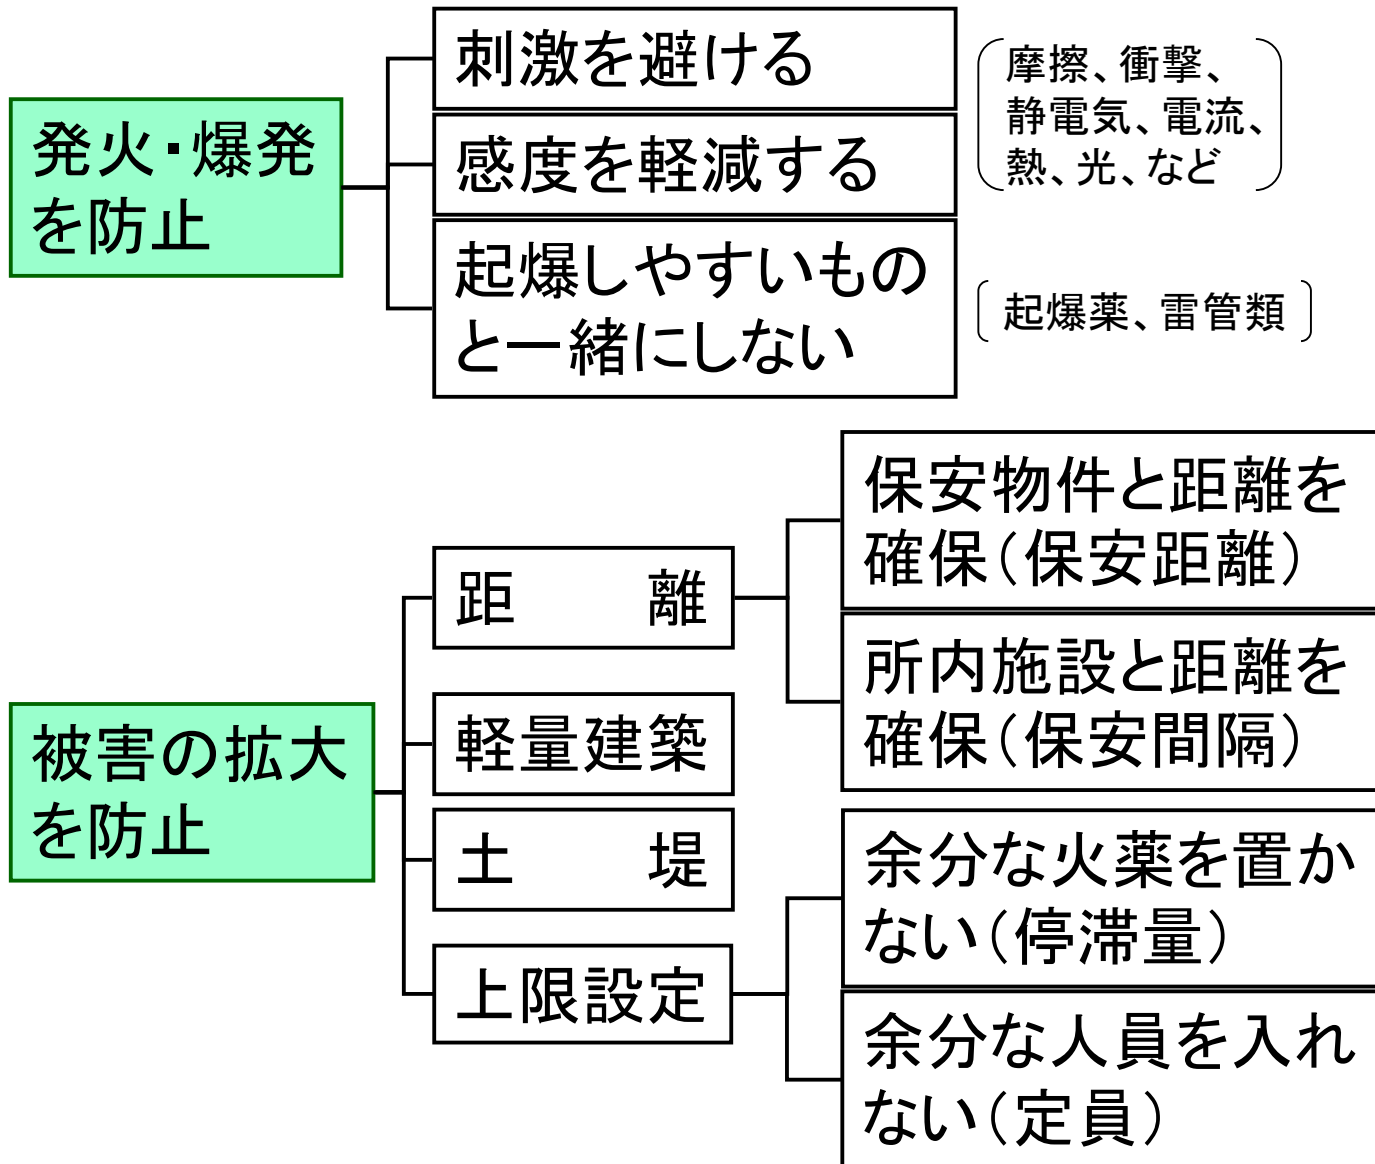 発火・爆発
を防止
刺激を避ける
摩擦、衝撃、
静電気、電流、
熱、光、など
感度を軽減する
起爆しやすいもの
と一緒にしない
起爆薬、雷管類
被害の拡大
を防止
距　離
保安物件と距離を
確保(保安距離)
所内施設と距離を
確保(保安間隔)
軽量建築
土　堤
上限設定
余分な火薬を置か
ない(停滞量)
余分な人員を入れ
ない(定員)